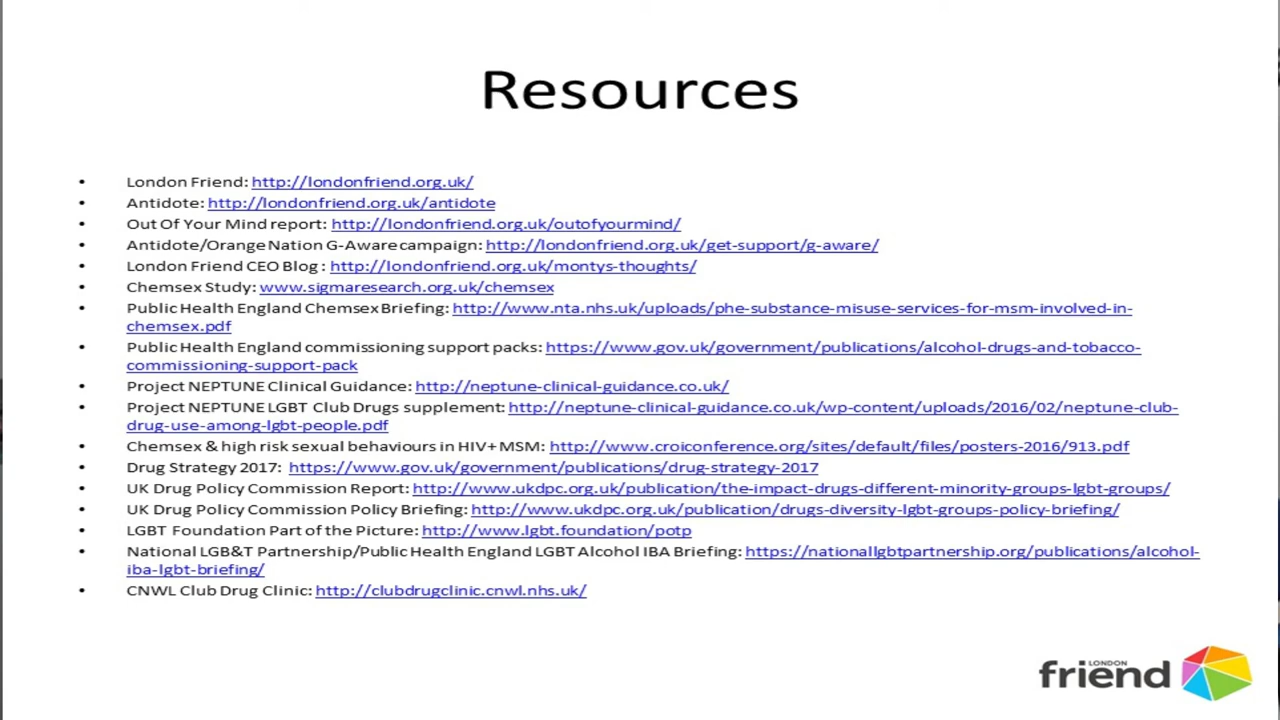 Resources
• London Friend: http://londonfriend.org.uk/
• Antidote: http://londonfriend.org.uk/antidote
• Out Of Your Mind report: http://londonfriend.org.uk/outofyourmind/
• Antidote/Orange Nation G-Aware campaign: http://londonfriend.org.uk/get-support/g-aware/
• London Friend CEO Blog : http://londonfriend.org.uk/montys-thoughts/
• Chemsex Study: www.sigmaresearch.org.uk/chemsex
• Public Health England Chemsex Briefing: http://www.nta.nhs.uk/uploads/phe-substance-misuse-services-for-msm-involved-in-
chemsex.pdf
• Public Health England commissioning support packs: https://www.gov.uk/government/publications/alcohol-drugs-and-tobacco-
commissioning-support-pack
• Project NEPTUNE Clinical Guidance: http://neptune-clinical-guidance.co.uk/
• Project NEPTUNE LGBT Club Drugs supplement: http://neptune-clinical-guidance.co.uk/wp-content/uploads/2016/02/neptune-club-
drug-use-among-lgbt-people.pdf
• Chemsex & high risk sexual behaviours in HIV+ MSM: http://www.croiconference.org/sites/default/files/posters-2016/913.pdf
• Drug Strategy 2017: https://www.gov.uk/government/publications/drug-strategy-2017
• UK Drug Policy Commission Report: http://www.ukdpc.org.uk/publication/the-impact-drugs-different-minority-groups-lgbt-groups/
• UK Drug Policy Commission Policy Briefing: http://www.ukdpc.org.uk/publication/drugs-diversity-lgbt-groups-policy-briefing/
• LGBT Foundation Part of the Picture: http://www.lgbt.foundation/potp
• National LGB&T Partnership/Public Health England LGBT Alcohol IBA Briefing: https://nationallgbtpartnership.org/publications/alcohol-
iba-lgbt-briefing/
• CNWL Club Drug Clinic: http://clubdrugclinic.cnwl.nhs.uk/
LONDON
friend